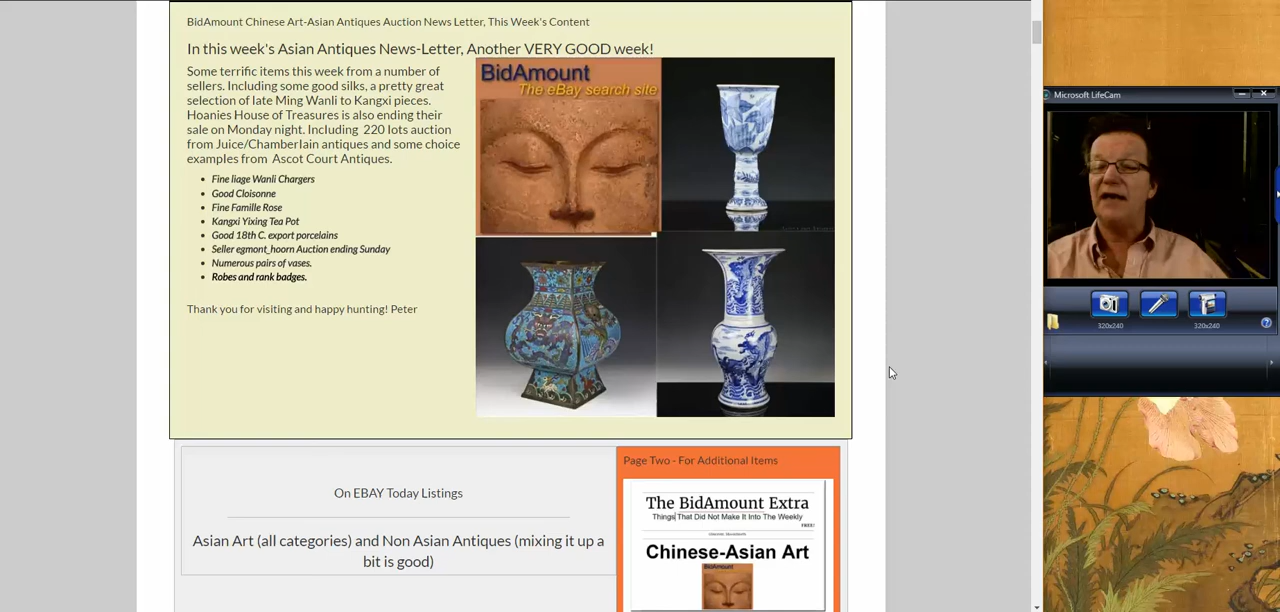 BidAmount Chinese Art-Asian Antiques Auction News Letter, This Week's Content
In this week's Asian Antiques News-Letter, Another VERY GOOD week!
Some terrific items this week from a number of
sellers. Including some good silks, a pretty great
selection of late Ming Wanli to Kangxi pieces.
Hoanies House of Treasures is also ending their
sale on Monday night. Including 220 lots auction
from Juice/Chamberlain antiques and some choice
examples from Ascot Court Antiques.
• Fine liage Wanli Chargers
• Good Cloisonne
• Fine Famille Rose
• Kangxi Yixing Tea Pot
• Good 18th C. export porcelains
• Seller egmont_hoorn Auction ending Sunday
• Numerous pairs of vases.
• Robes and rank badges.
Thank you for visiting and happy hunting! Peter
BidAmount
The eBay search site
On EBAY Today Listings
Asian Art (all categories) and Non Asian Antiques (mixing it up a
bit is good)
Page Two - For Additional Items
The BidAmount Extra
Things That Did Not Make It Into The Weekly
FREE!
Chinese-Asian Art
BidAmount
Microsoft LifeCam
320x240
320x240